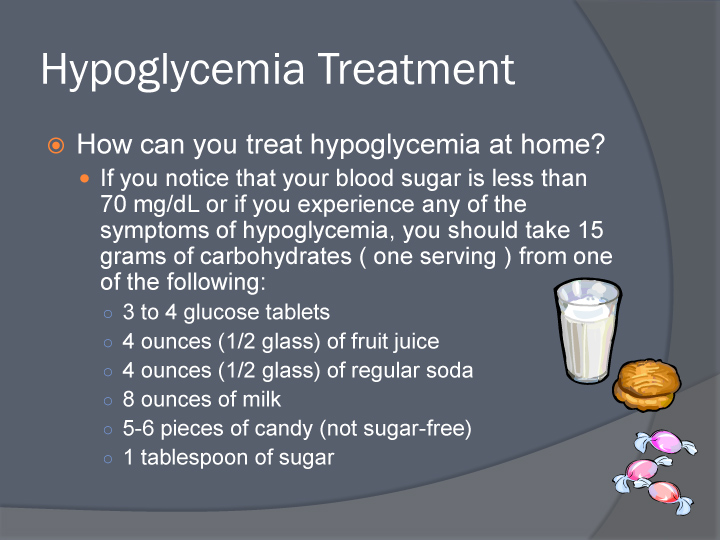 Hypoglycemia Treatment
How can you treat hypoglycemia at home?
If you notice that your blood sugar is less than
70 mg/dL or if you experience any of the
symptoms of hypoglycemia, you should take 15
grams of carbohydrates ( one serving ) from one
of the following:
3 to 4 glucose tablets
4 ounces (1/2 glass) of fruit juice
4 ounces (1/2 glass) of regular soda
8 ounces of milk
5-6 pieces of candy (not sugar-free)
1 tablespoon of sugar